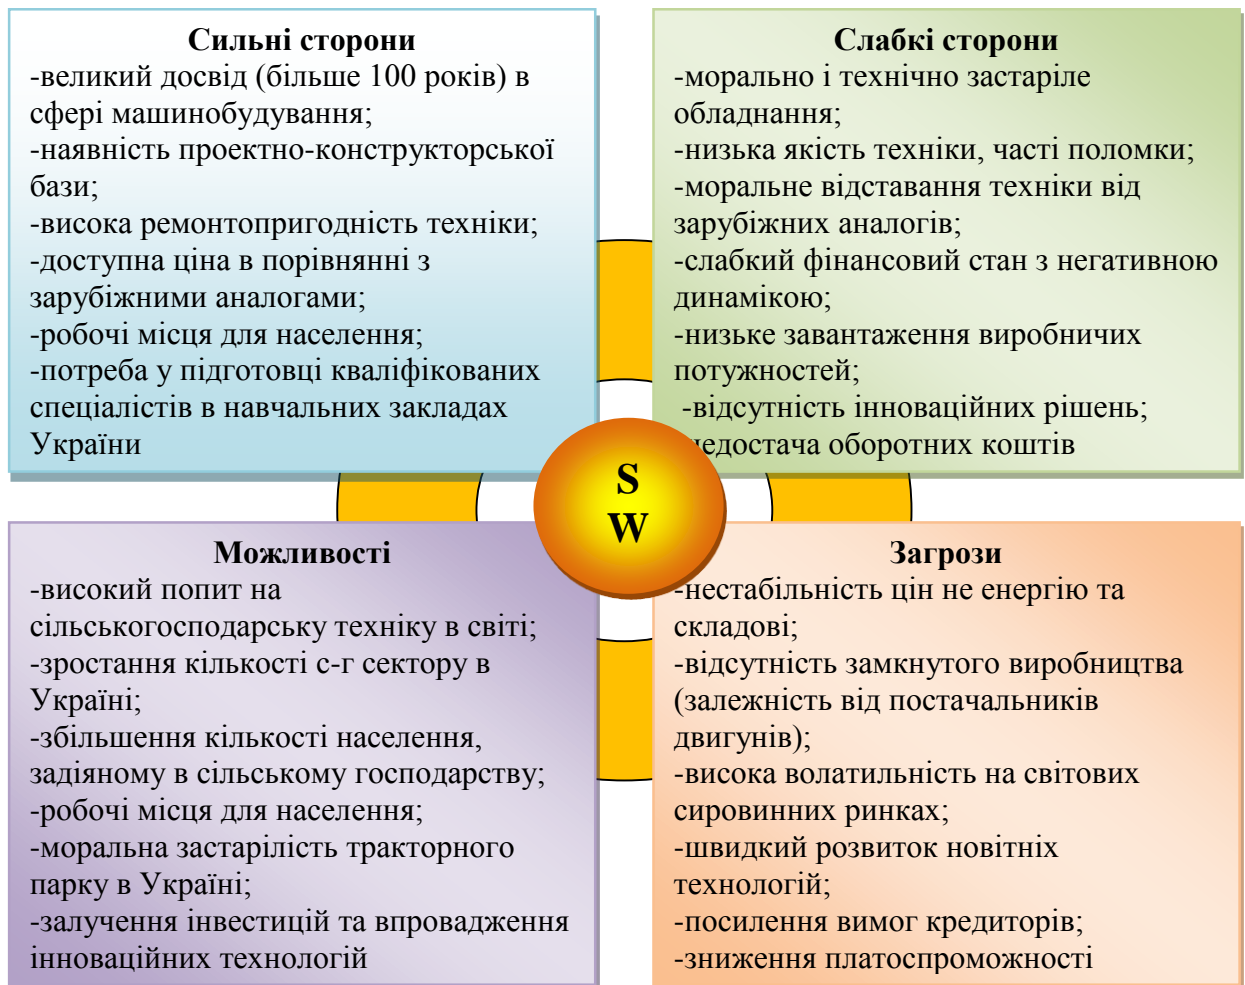 Сильні сторони
-великий досвід (більше 100 років) в
сфері машинобудування;
-наявність проектно-конструкторської
бази;
-висока ремонтопригодність техніки;
-доступна ціна в порівнянні з
зарубіжними аналогами;
-робочі місця для населення;
-потреба у підготовці кваліфікованих
спеціалістів в навчальних закладах
України
Слабкі сторони
-морально і технічно застаріле
обладнання;
-низька якість техніки, часті поломки;
-моральне відставання техніки від
зарубіжних аналогів;
-слабкий фінансовий стан з негативною
динамікою;
-низьке завантаження виробничих
потужностей;
-відсутність інноваційних рішень;
недостача оборотних коштів
S
W
Можливості
-високий попит на
сільськогосподарську техніку в світі;
-зростання кількості с-г сектору в
Україні;
-збільшення кількості населення,
задіяному в сільському господарству;
-робочі місця для населення;
-моральна застарілість тракторного
парку в Україні;
-залучення інвестицій та впровадження
інноваційних технологій
Загрози
-нестабільність цін не енергію та
складові;
-відсутність замкнутого виробництва
(залежність від постачальників
двигунів);
-висока волатильність на світових
сировинних ринках;
-швидкий розвиток новітніх
технологій;
-посилення вимог кредиторів;
-зниження платоспроможності